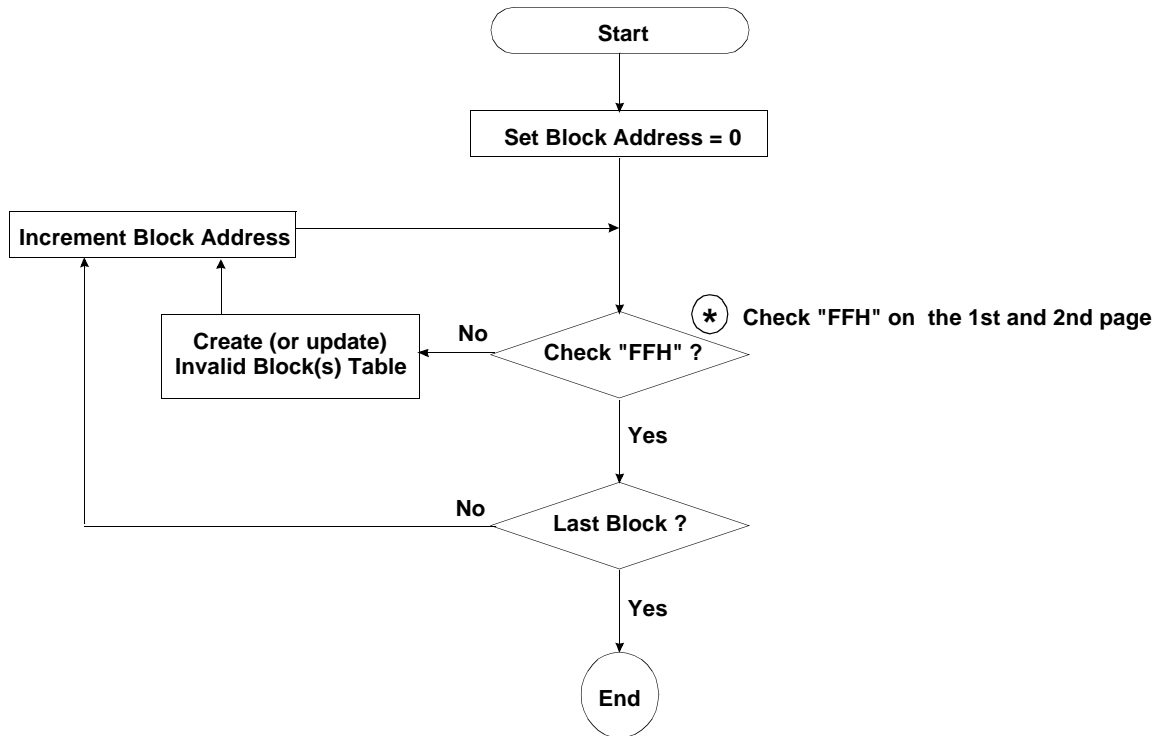 Start
Set Block Address = 0
Increment Block Address
* Check "FFH" on the 1st and 2nd page
No
Create (or update)
Invalid Block(s) Table
Check "FFH" ?
Yes
No
Last Block ?
Yes
End